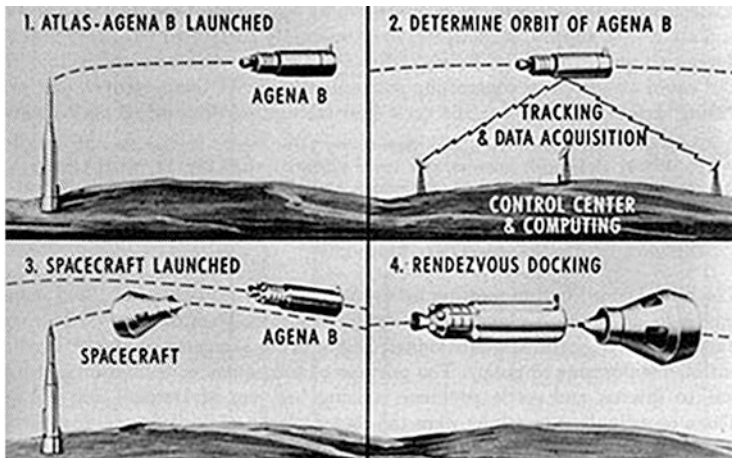 1. ATLAS-AGENA B LAUNCHED
AGENA B
2. DETERMINE ORBIT OF AGENA B
TRACKING
& DATA ACQUISITION
CONTROL CENTER
& COMPUTING
3. SPACECRAFT LAUNCHED
SPACECRAFT
AGENA B
4. RENDEZVOUS DOCKING